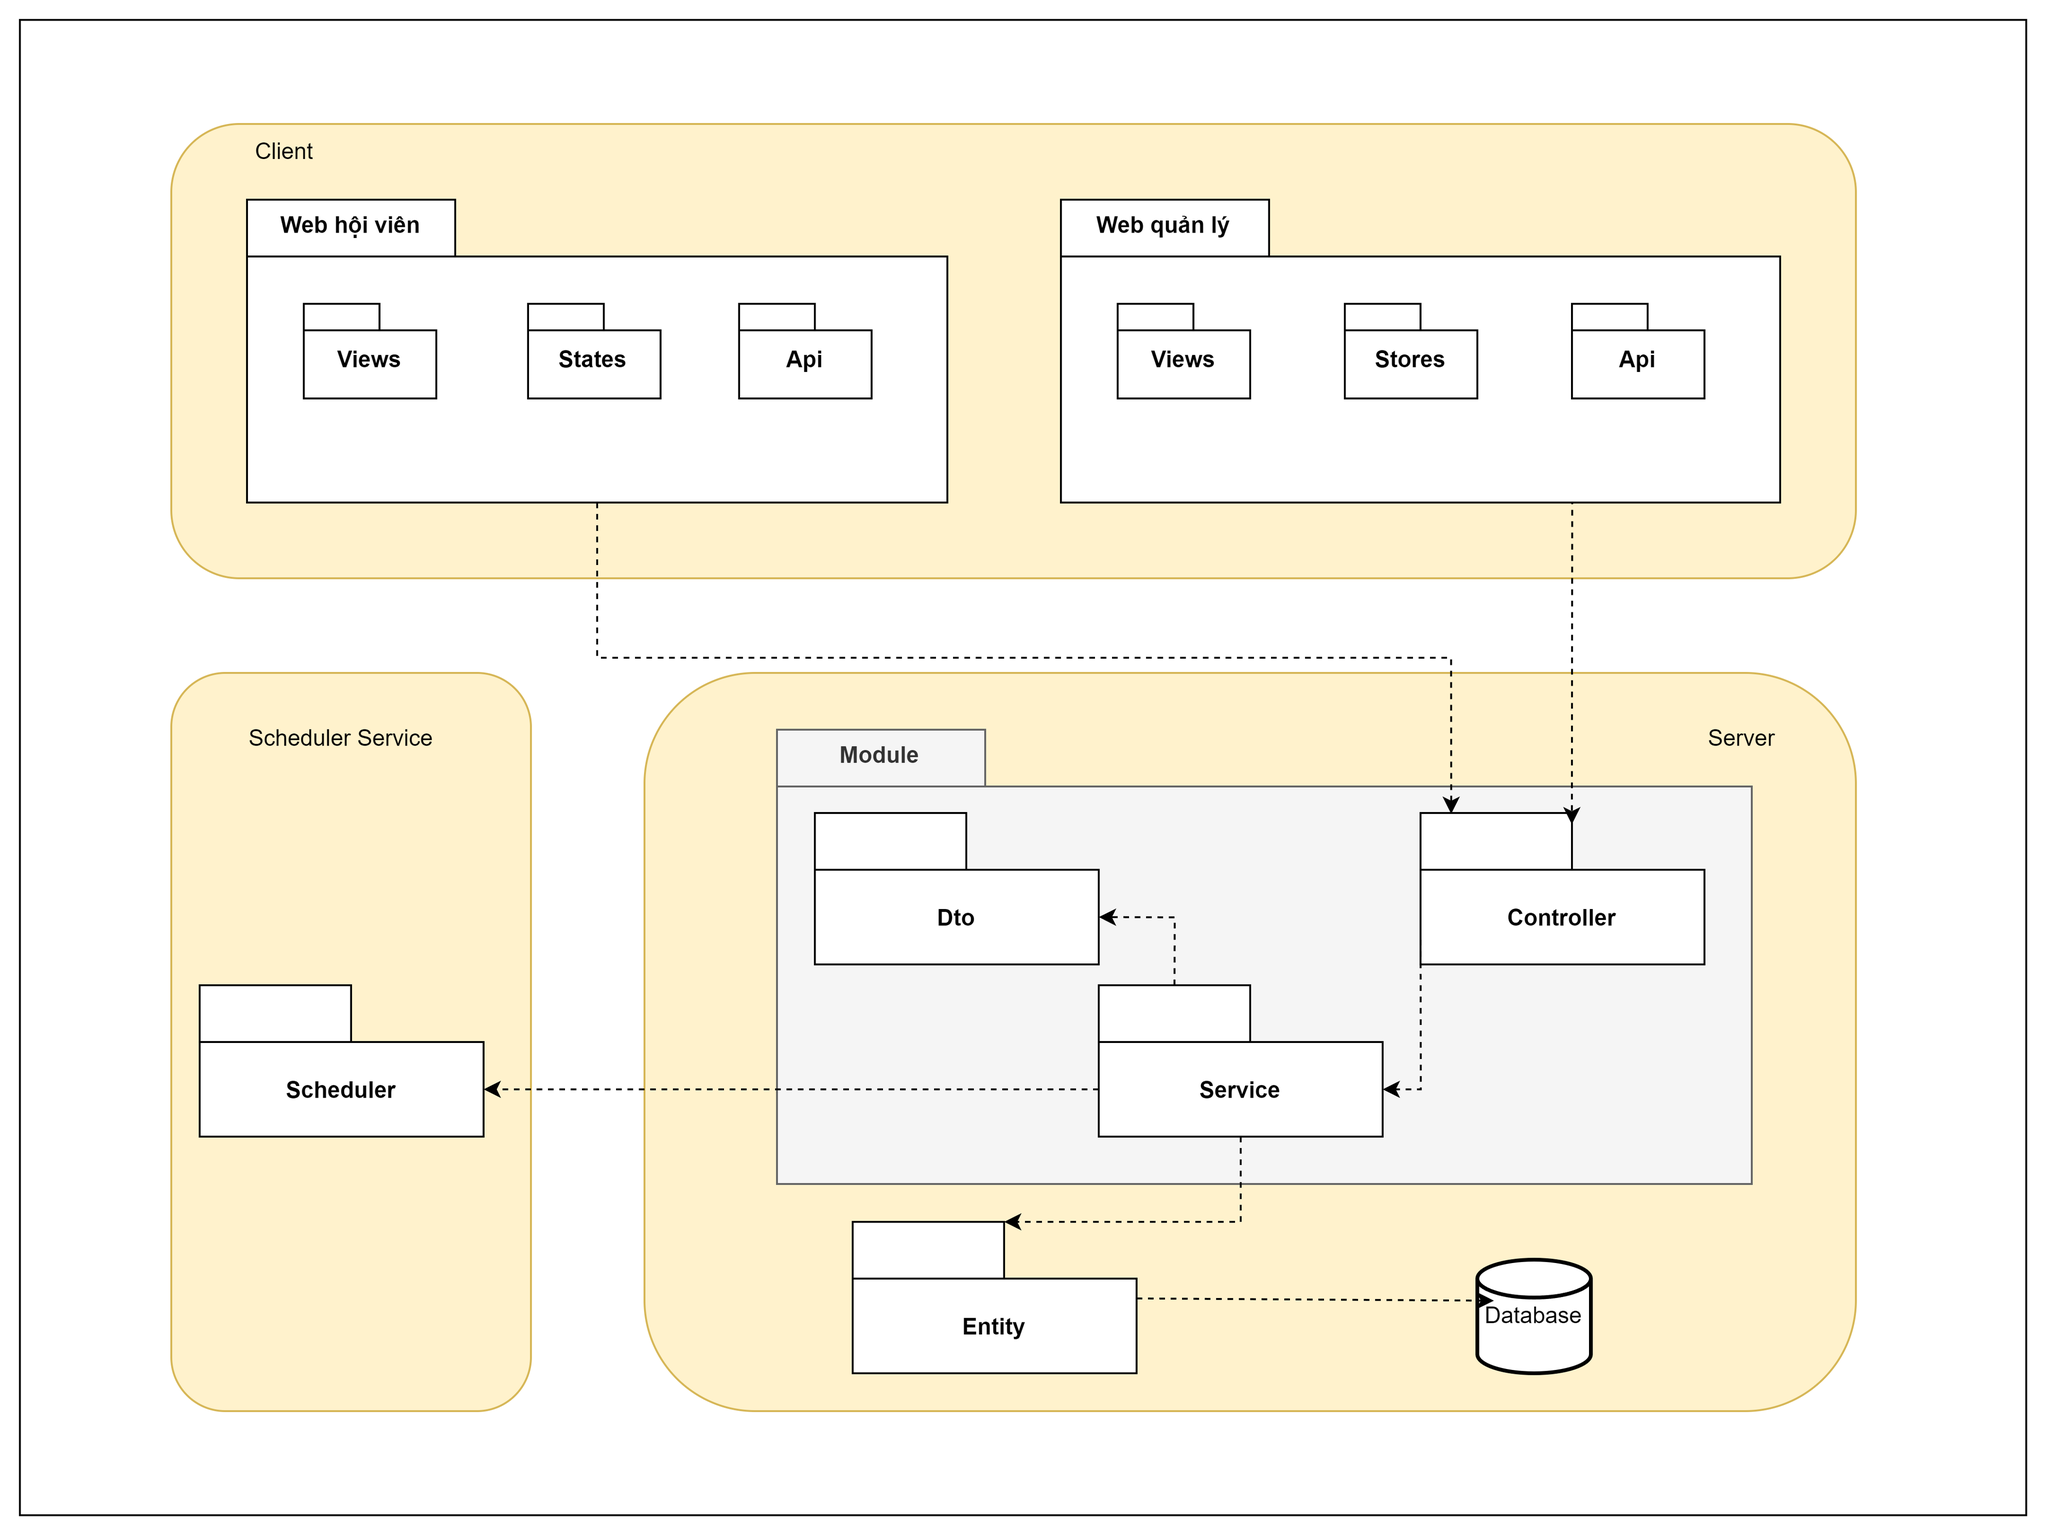 Client
Web hội viên
Web quản lý
Views
States
Api
Views
Stores
Api
Scheduler Service
Server
Module
Dto
Controller
Scheduler
Service
Entity
Database